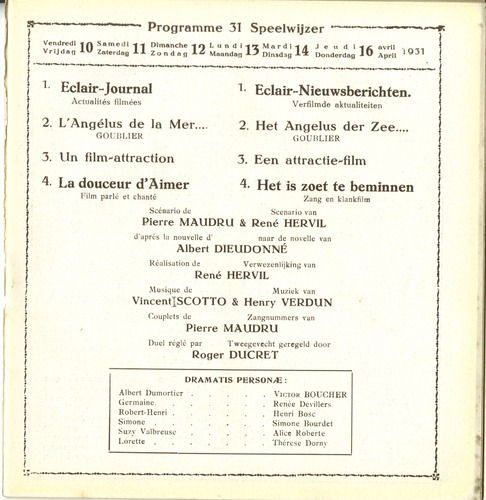 Programme 31 Speelwijzer
Vendredi Vrijdag 10 Samedi Zaterdag 11 Dimanche Zondag 12 Lundi Maandag 13 Mardi Dinsdag 14 Jeudi Donderdag 16 avril April 1931
1. Eclair-Journal
Actualités filmées
1. Eclair-Nieuwsberichten.
Verfilmde aktualiteiten
2. L'Angélus de la Mer....
GOUBLIER
2. Het Angelus der Zee....
GOUBLIER
3. Un film-attraction
3. Een attractie-film
4. La douceur d'Aimer
Film parlé et chanté
4. Het is zoet te beminnen
Zang en klankfilm
Scénario de Scenario van
Pierre MAUDRU & René HERVIL
d'aprés la nouvelle d' naar de novelle van
Albert DIEUDONNÉ
Réalisation de Verwezenlijking van
René HERVIL
Musique de Muziek van
Vincent SCOTTO & Henry VERDUN
Couplets de Zangnummers van
Pierre MAUDRU
Duel réglé par Tweegevecht geregeld door
Roger DUCRET
DRAMATIS PERSONÆ :
Albert Dumortier . . . . . VICTOR BOUCHER
Germaine. . . . . . Renée Devillers
Robert-Henri . . . . . . Henri Bosc
Simone . . . . . . Simone Bourdet
Suzy Valbreuse . . . . . Alice Roberte
Lorette . . . . . . Thérèse Dorny